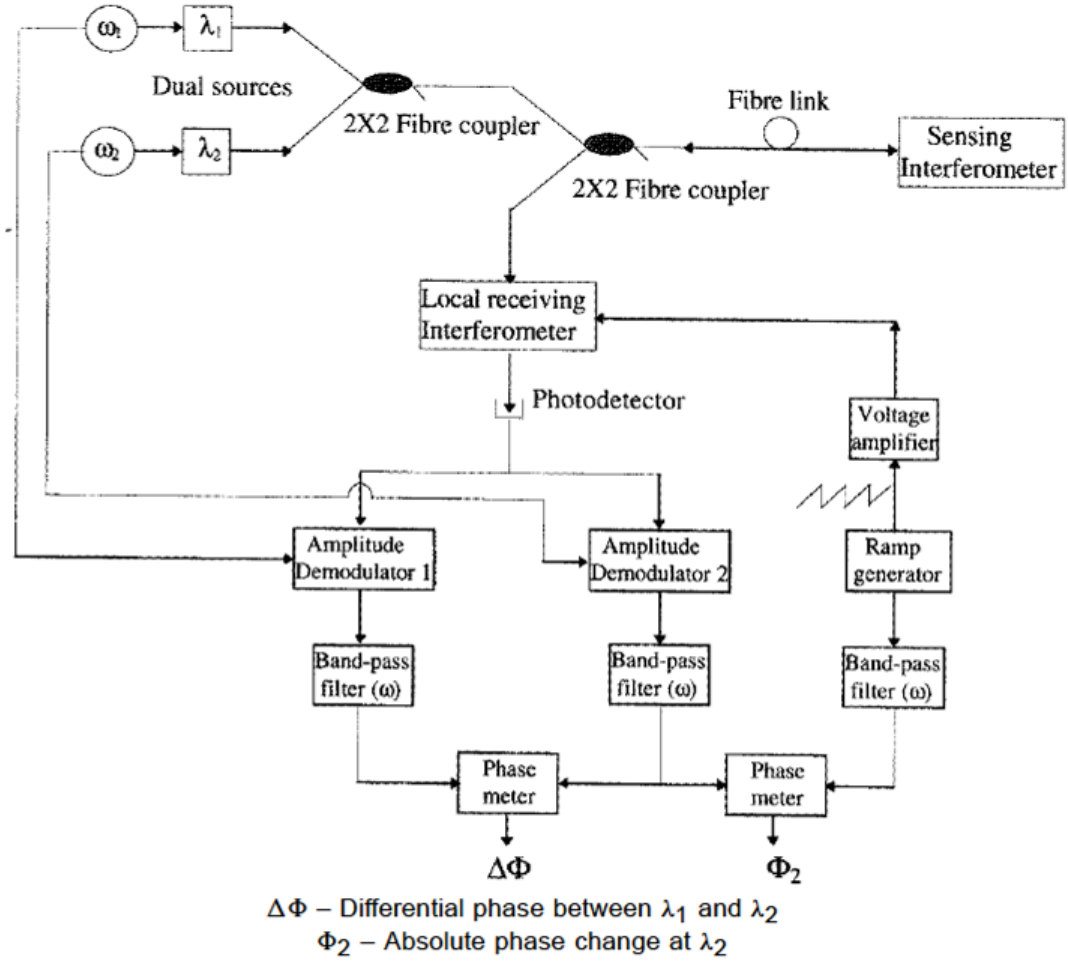 ω₁
λ₁
Dual sources
2X2 Fibre coupler
ω₂
λ₂
Fibre link
2X2 Fibre coupler
Sensing
Interferometer
Local receiving
Interferometer
Photodetector
Voltage
amplifier
Amplitude
Demodulator 1
Amplitude
Demodulator 2
Ramp
generator
Band-pass
filter (ω)
Band-pass
filter (ω)
Band-pass
filter (ω)
Phase
meter
Phase
meter
ΔΦ
Φ₂
ΔΦ – Differential phase between λ₁ and λ₂
Φ₂ – Absolute phase change at λ₂